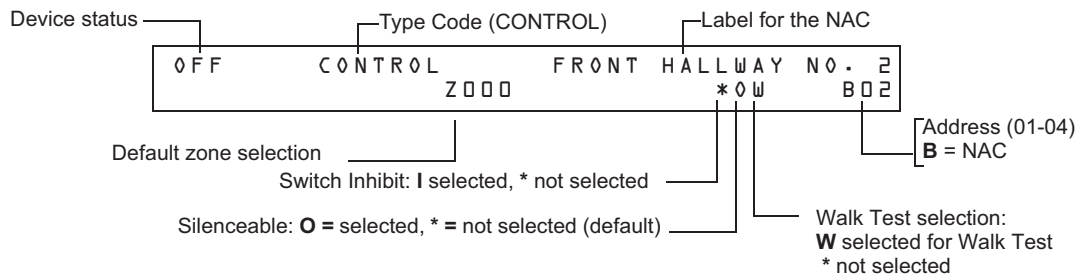 Device status
Type Code (CONTROL)
Label for the NAC
OFF CONTROL FRONT HALLWAY NO. 2
Z000 *OW B02
Address (01-04)
B = NAC
Default zone selection
Switch Inhibit: I selected, * not selected
Silenceable: O = selected, * = not selected (default)
Walk Test selection:
W selected for Walk Test
* not selected